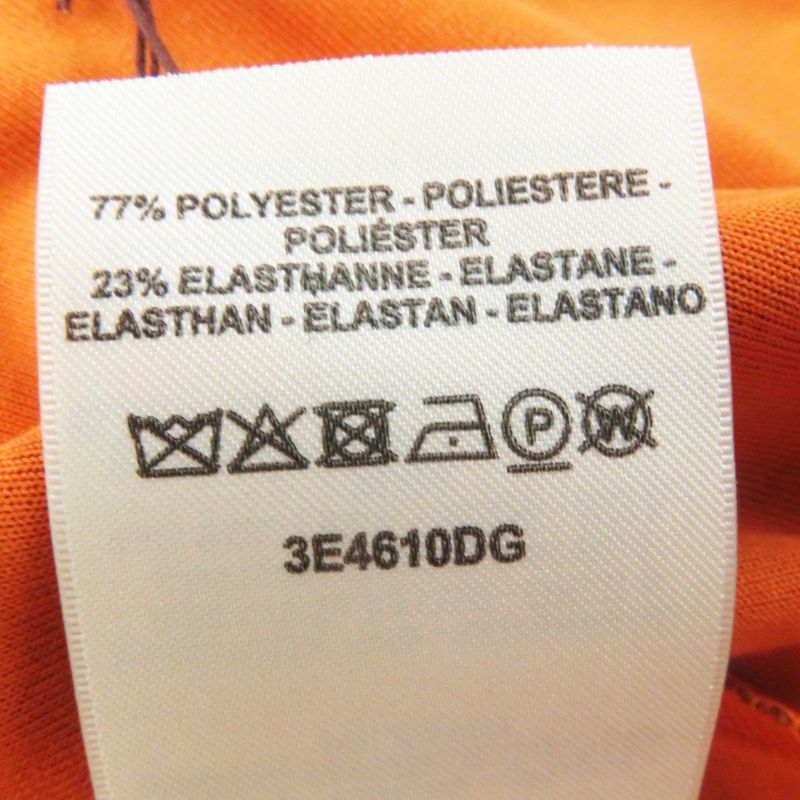 77% POLYESTER - POLIESTERE -
POLIÉSTER
23% ELASTHANNE - ELASTANE -
ELASTHAN - ELASTAN - ELASTANO
P W
3E4610DG